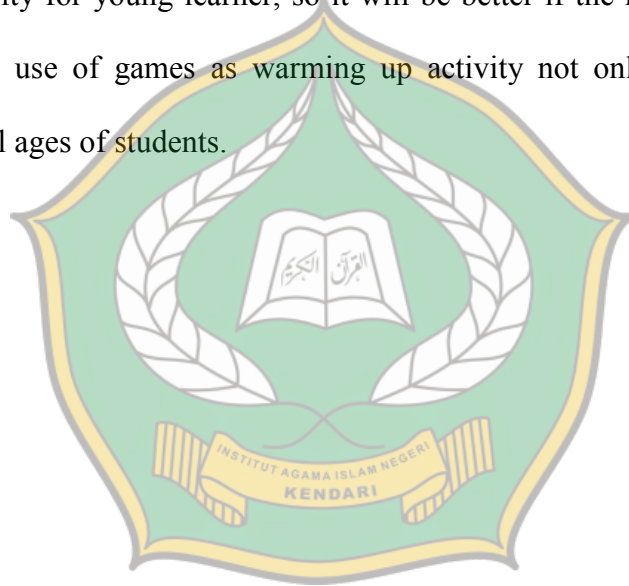 ity for young learner, so it will be better if the
use of games as warming up activity not onl
l ages of students.
القرآن الكريم
INSTITUT AGAMA ISLAM NEGERI
KENDARI